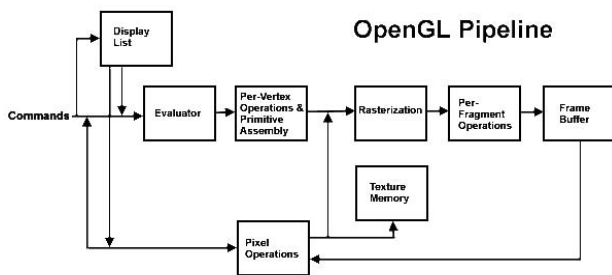 OpenGL Pipeline
Display
List
Commands
Evaluator
Per-Vertex
Operations &
Primitive
Assembly
Rasterization
Per-
Fragment
Operations
Frame
Buffer
Texture
Memory
Pixel
Operations